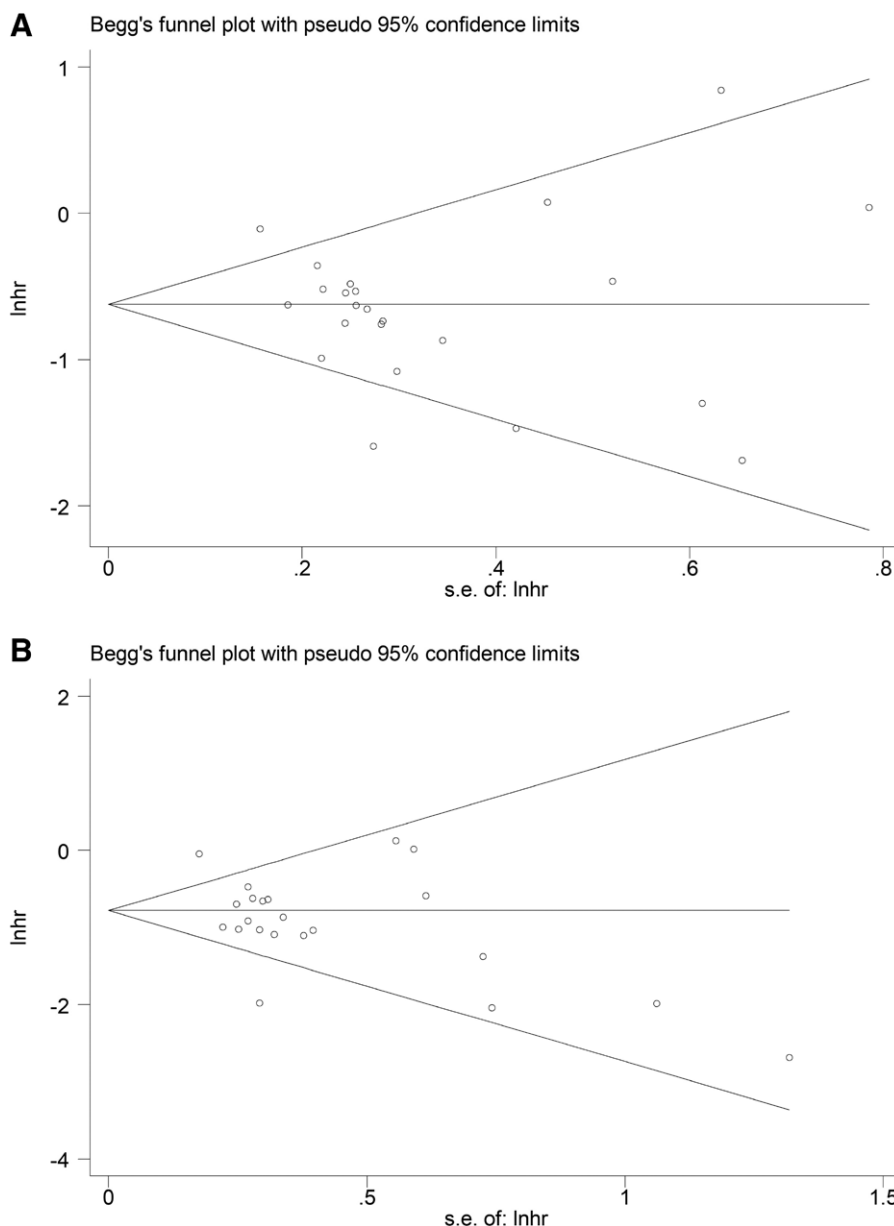 A
Begg's funnel plot with pseudo 95% confidence limits
1
0
-1
-2
lnhr
0 .2 .4 .6 .8
s.e. of: lnhr
B
Begg's funnel plot with pseudo 95% confidence limits
2
0
-2
-4
lnhr
0 .5 1 1.5
s.e. of: lnhr